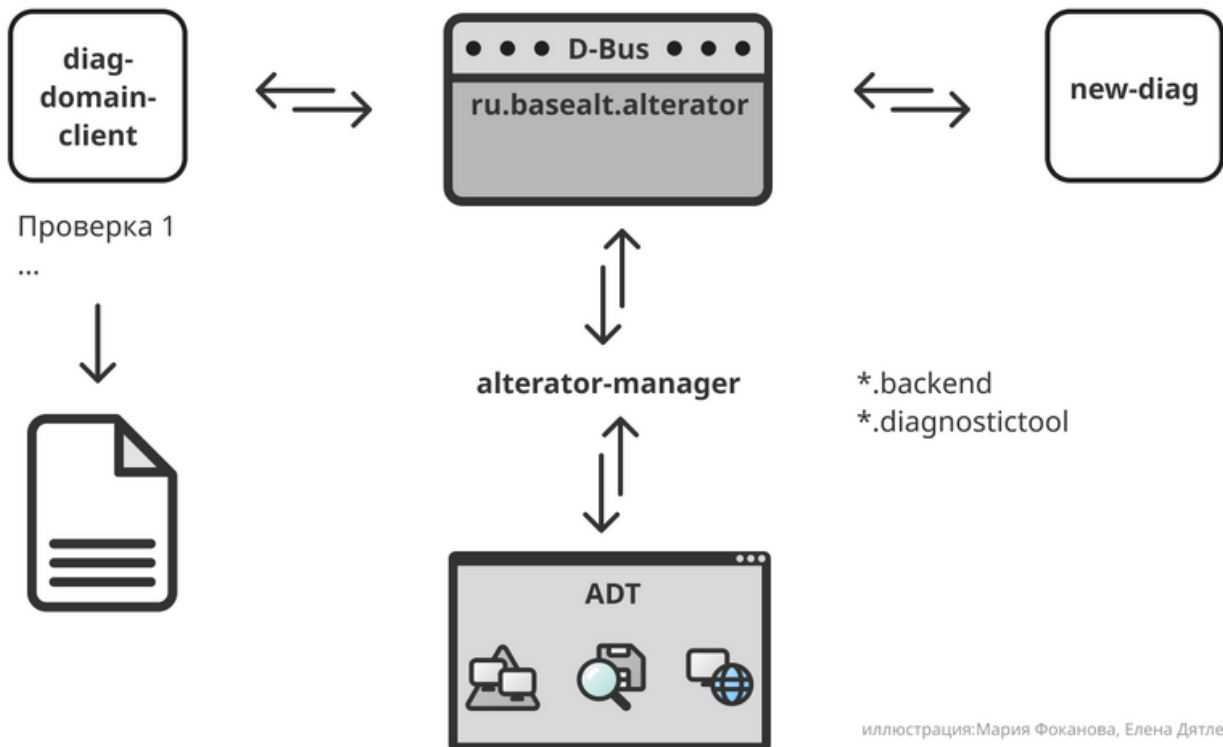 diag-
domain-
client
D-Bus
ru.basealt.alterator
new-diag
Проверка 1
...
alterator-manager
*.backend
*.diagnostictool
ADT
иллюстрация:Мария Фоканова, Елена